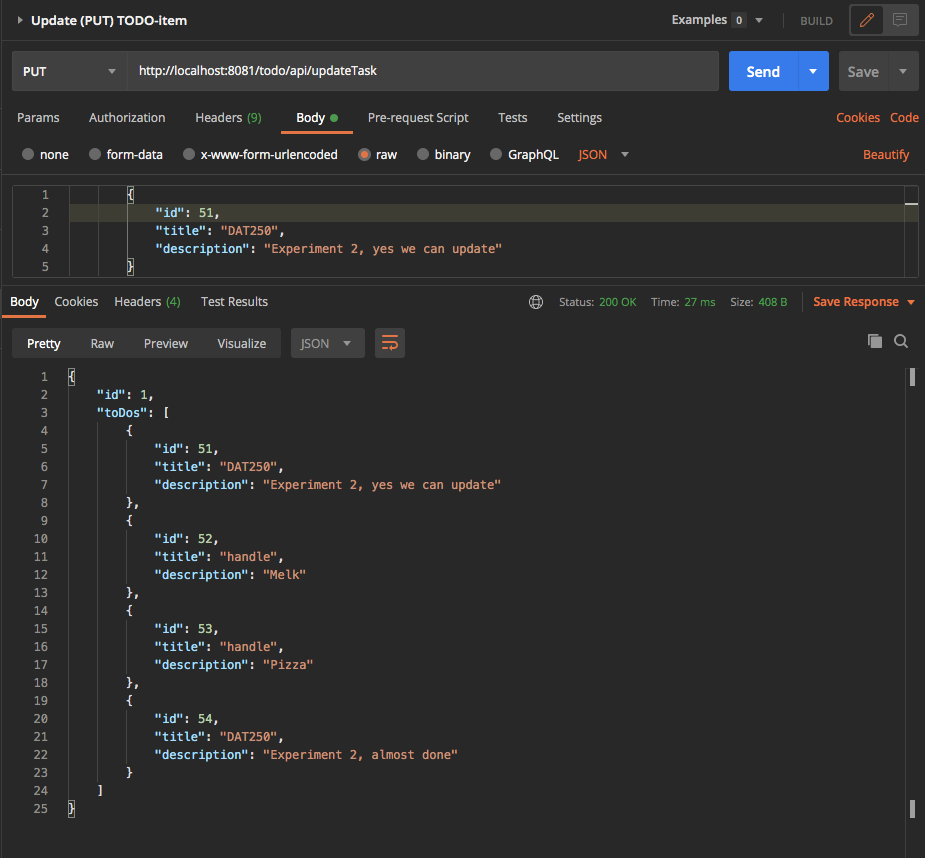 Update (PUT) TODO-item Examples 0 BUILD
PUT http://localhost:8081/todo/api/updateTask Send Save
Params Authorization Headers (9) Body Pre-request Script Tests Settings Cookies Code
none form-data x-www-form-urlencoded raw binary GraphQL JSON Beautify
1 {
2 "id": 51,
3 "title": "DAT250",
4 "description": "Experiment 2, yes we can update"
5 }
Body Cookies Headers (4) Test Results Status: 200 OK Time: 27 ms Size: 408 B Save Response
Pretty Raw Preview Visualize JSON
1 {
2 "id": 1,
3 "toDos": [
4 {
5 "id": 51,
6 "title": "DAT250",
7 "description": "Experiment 2, yes we can update"
8 },
9 {
10 "id": 52,
11 "title": "handle",
12 "description": "Melk"
13 },
14 {
15 "id": 53,
16 "title": "handle",
17 "description": "Pizza"
18 },
19 {
20 "id": 54,
21 "title": "DAT250",
22 "description": "Experiment 2, almost done"
23 }
24 ]
25 }